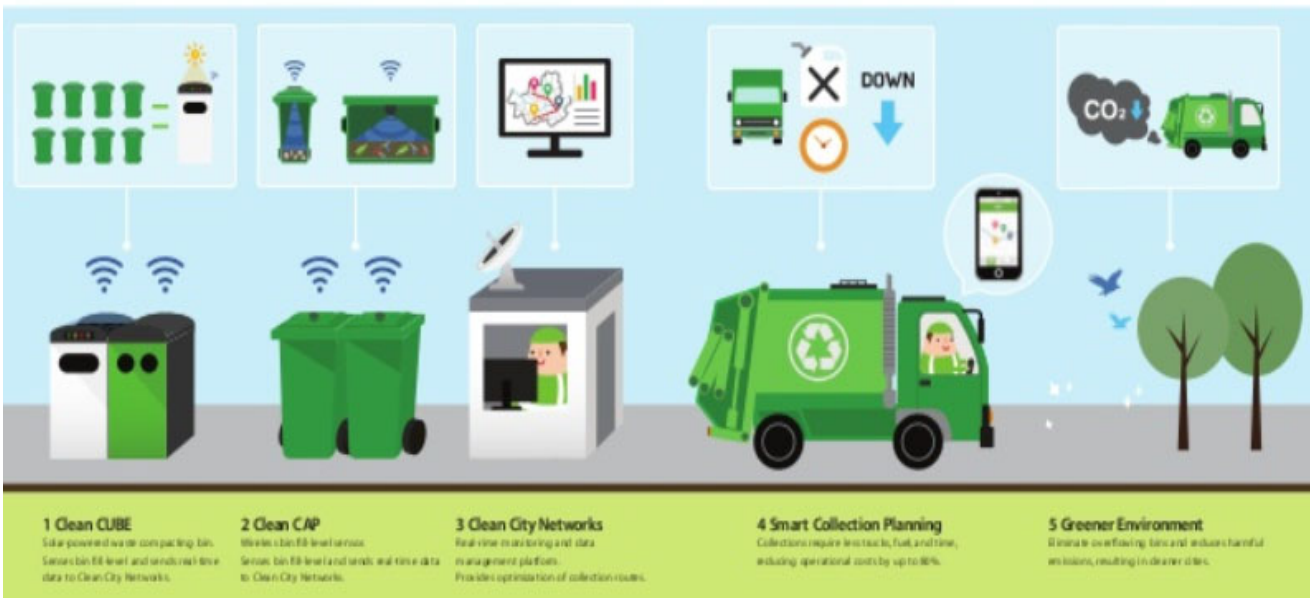 DOWN
CO₂
1 Clean CUBE
Solar-powered waste compacting bin.
Senses bin fill-level and sends real-time
data to Clean City Networks.
2 Clean CAP
Wireless bin fill-level sensor
Senses bin fill-level and sends real-time data
to Clean City Networks.
3 Clean City Networks
Real-time monitoring and data
management platform.
Provides optimization of collection routes.
4 Smart Collection Planning
Collections require less trucks, fuel, and time,
reducing operational costs by up to 80%.
5 Greener Environment
Eliminate overflowing bins and reduces harmful
emissions, resulting in cleaner cities.